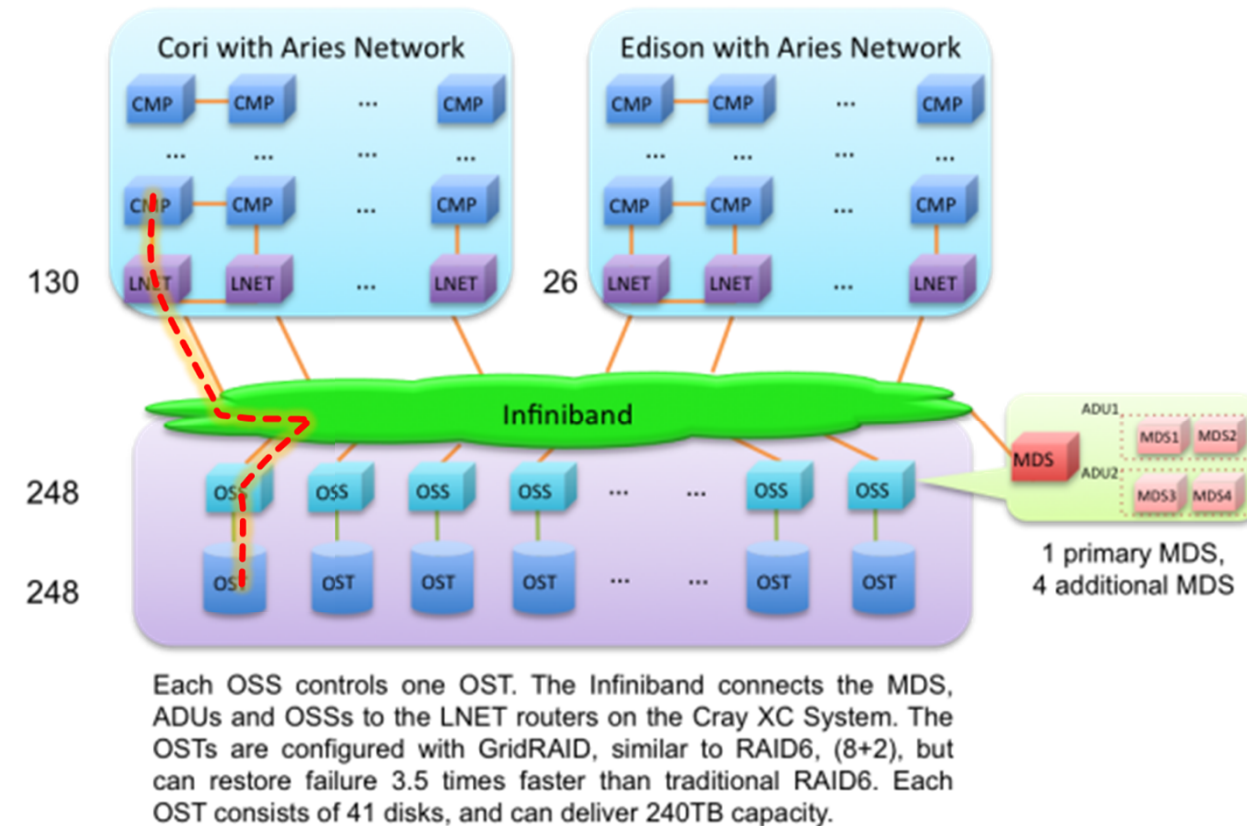 Cori with Aries Network
Edison with Aries Network
CMP CMP ... CMP
CMP CMP ... CMP
... ... ... ...
... ... ... ...
CMP CMP ... CMP
CMP CMP ... CMP
130
LNET LNET ... LNET
26
LNET LNET ... LNET
Infiniband
ADU1
MDS1 MDS2
MDS
ADU2
MDS3 MDS4
248
OSS OSS OSS OSS ... ... OSS OSS
1 primary MDS,
4 additional MDS
248
OST OST OST OST ... ... OST OST
Each OSS controls one OST. The Infiniband connects the MDS,
ADUs and OSSs to the LNET routers on the Cray XC System. The
OSTs are configured with GridRAID, similar to RAID6, (8+2), but
can restore failure 3.5 times faster than traditional RAID6. Each
OST consists of 41 disks, and can deliver 240TB capacity.